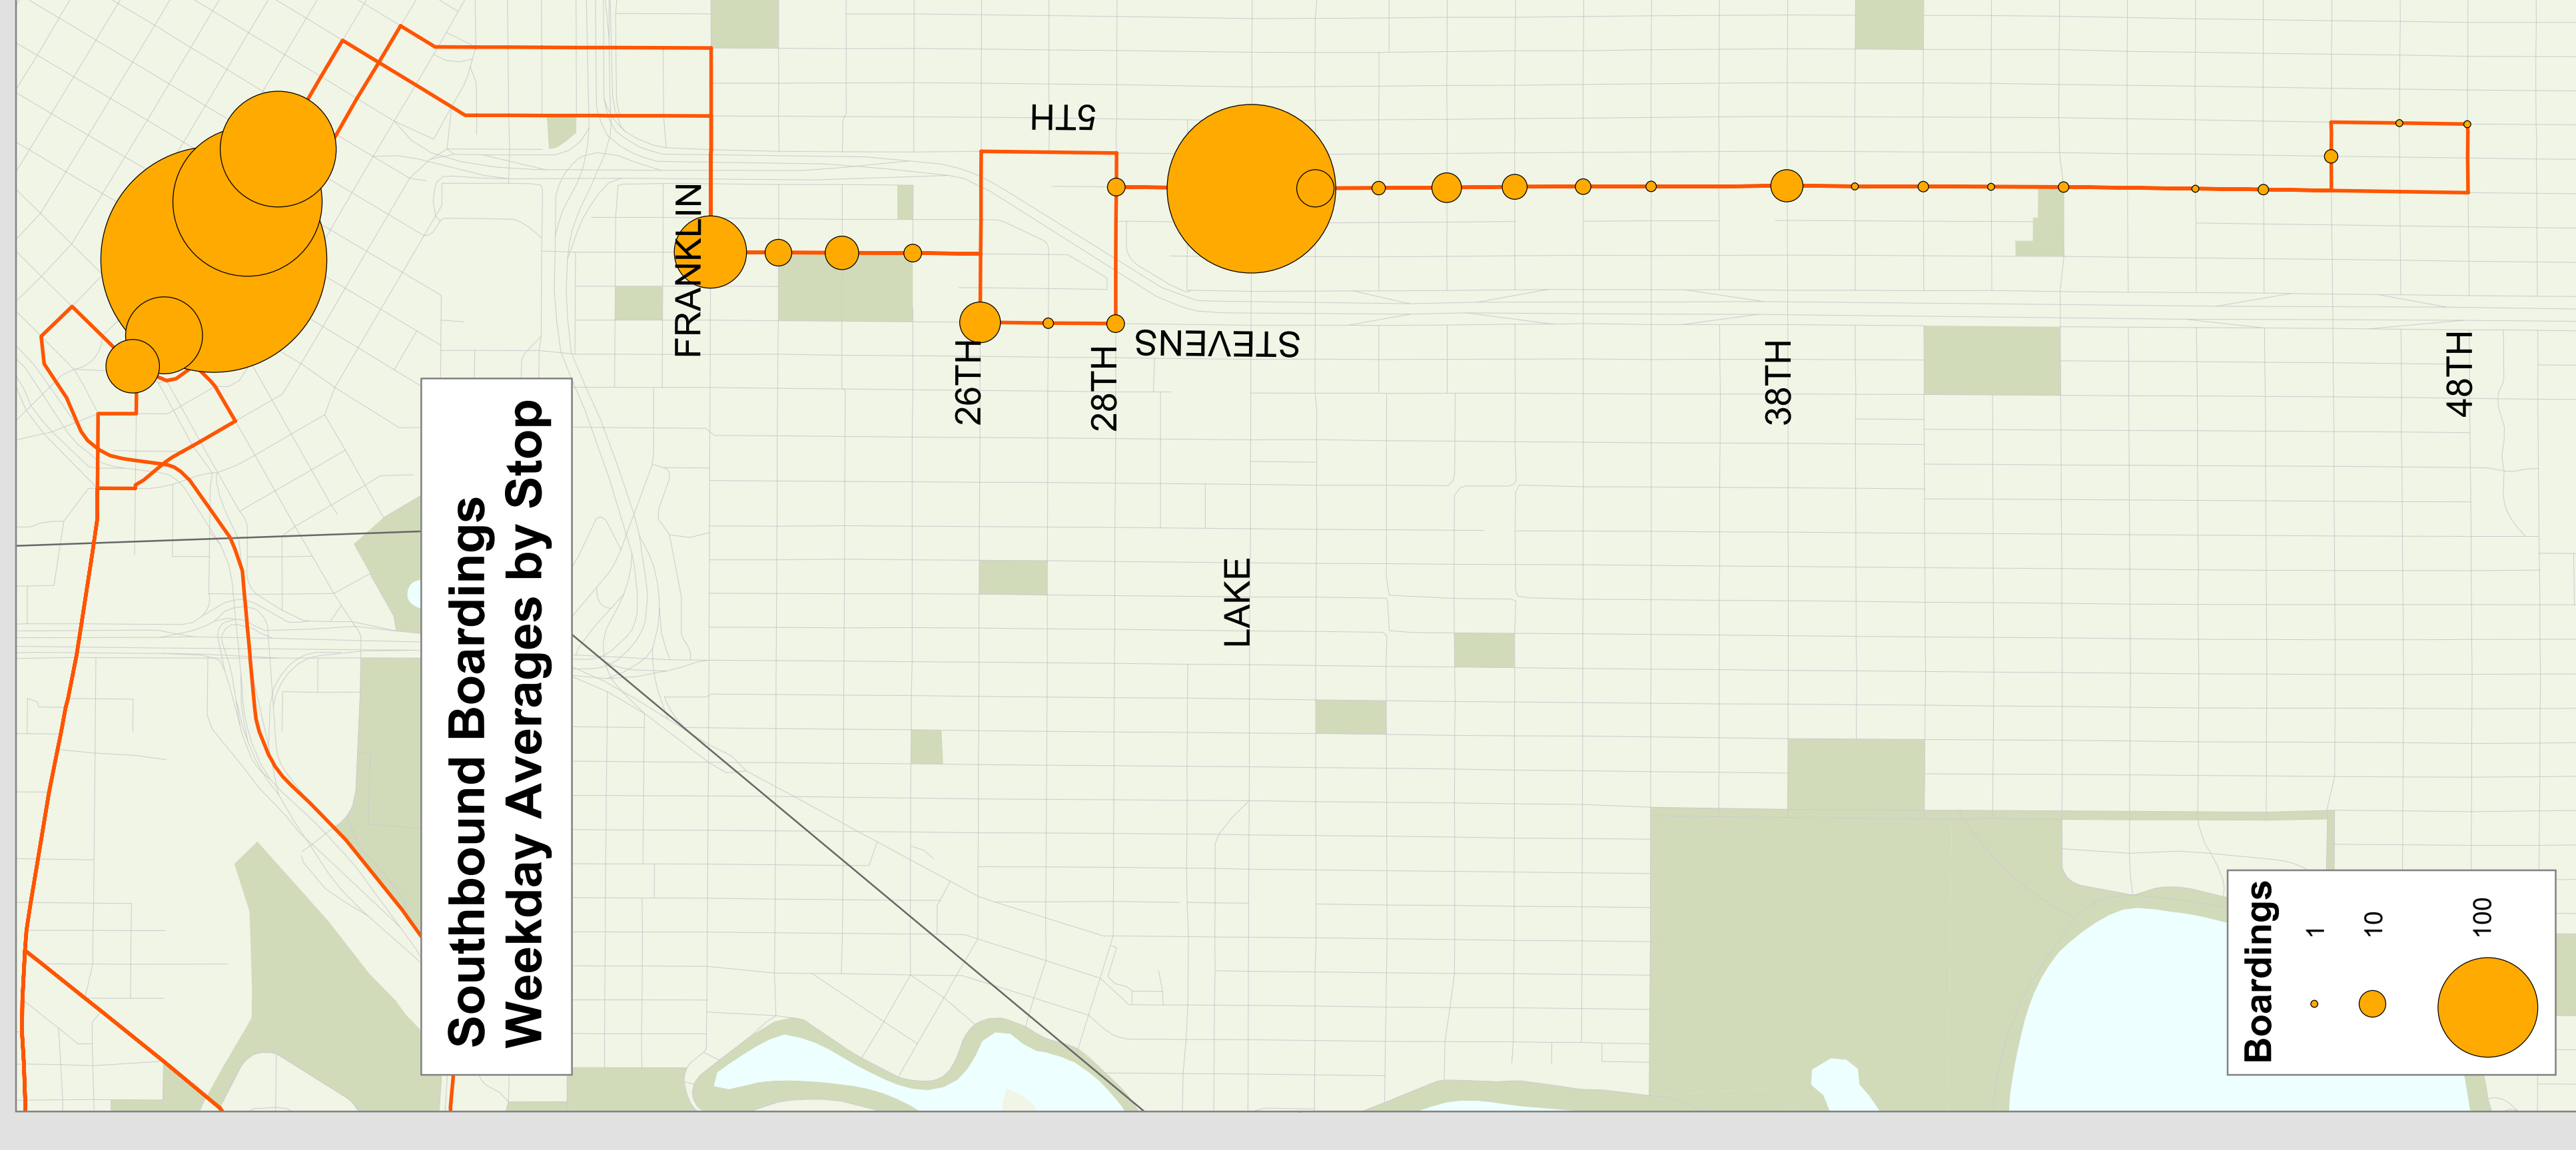 Southbound Boardings
Weekday Averages by Stop
FRANKLIN
5TH
26TH
28TH
STEVENS
LAKE
38TH
48TH
Boardings
1
10
100